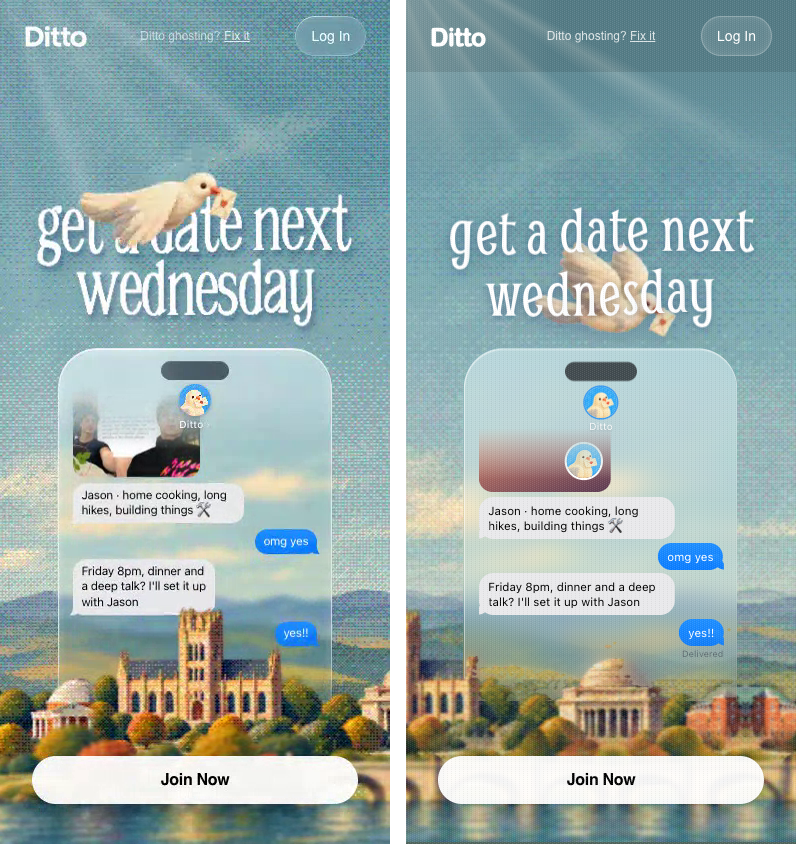 Ditto
Ditto ghosting? Fix it
Log In
get a date next
wednesday
Ditto
Jason · home cooking, long
hikes, building things 🛠️
omg yes
Friday 8pm, dinner and
a deep talk? I'll set it up
with Jason
yes!!
Join Now
Ditto
Ditto ghosting? Fix it
Log In
get a date next
wednesday
Ditto
Jason · home cooking, long
hikes, building things 🛠️
omg yes
Friday 8pm, dinner and a deep
talk? I'll set it up with Jason
yes!!
Delivered
Join Now